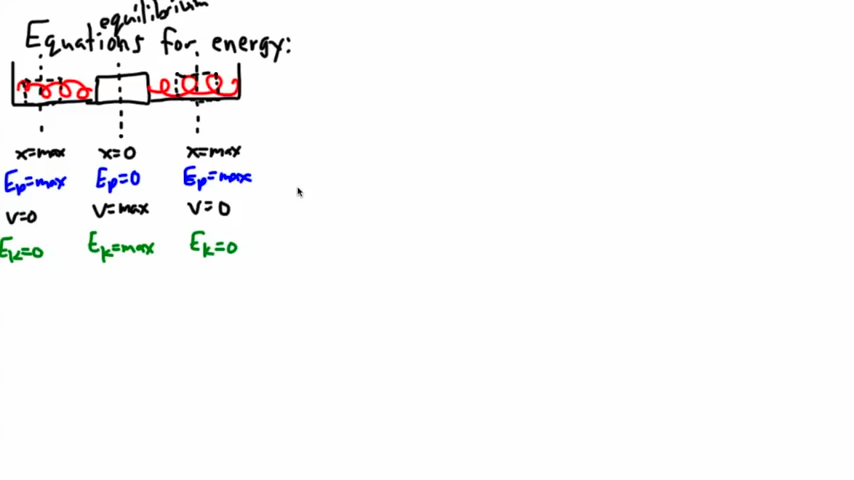 equilibrium
Equations for energy:
x=max x=0 x=max
Ep=max Ep=0 Ep=max
v=0 v=max v=0
Ek=0 Ek=max Ek=0